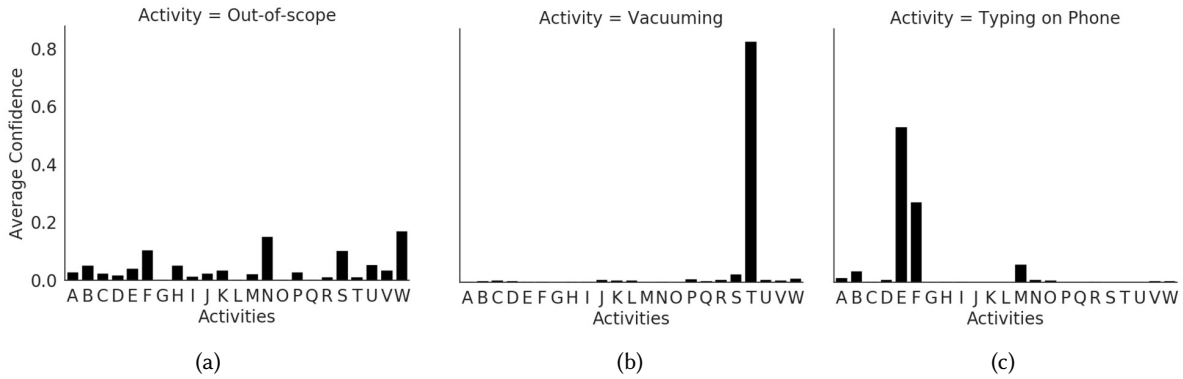 Activity = Out-of-scope
Activity = Vacuuming
Activity = Typing on Phone
Average Confidence
0.8
0.6
0.4
0.2
0.0
A B C D E F G H I J K L M N O P Q R S T U V W
A B C D E F G H I J K L M N O P Q R S T U V W
A B C D E F G H I J K L M N O P Q R S T U V W
Activities
Activities
Activities
(a)
(b)
(c)